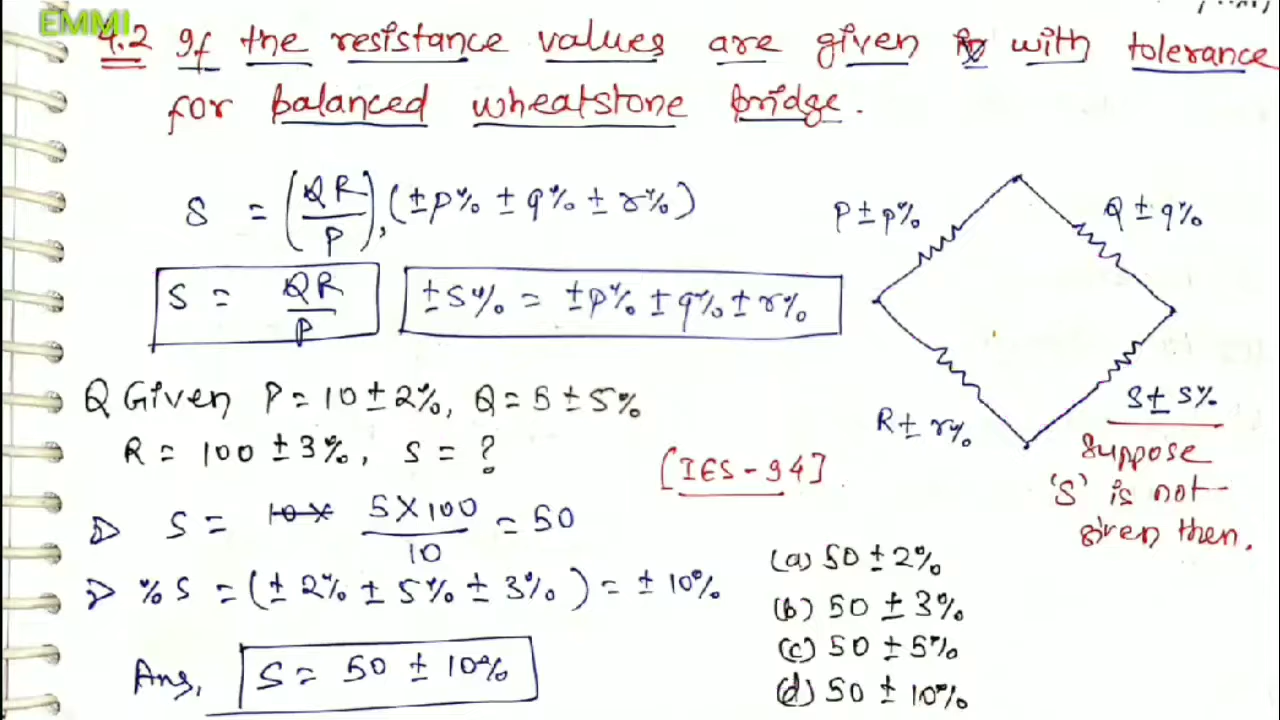 EMMI
4.2 If the resistance values are given with tolerance
for balanced wheatstone bridge.
S = (QR/P), (±p% ± q% ± r%)
S = QR/P
±s% = ±p% ± q% ± r%
P ± p%
Q ± q%
R ± r%
S ± s%
Suppose
'S' is not
given then.
Q Given P = 10 ± 2%, Q = 5 ± 5%
R = 100 ± 3%, S = ?
[IES-94]
▷ S = 5 X 100 / 10 = 50
▷ % S = (± 2% ± 5% ± 3%) = ± 10%
Ans, S = 50 ± 10%
(a) 50 ± 2%
(b) 50 ± 3%
(c) 50 ± 5%
(d) 50 ± 10%